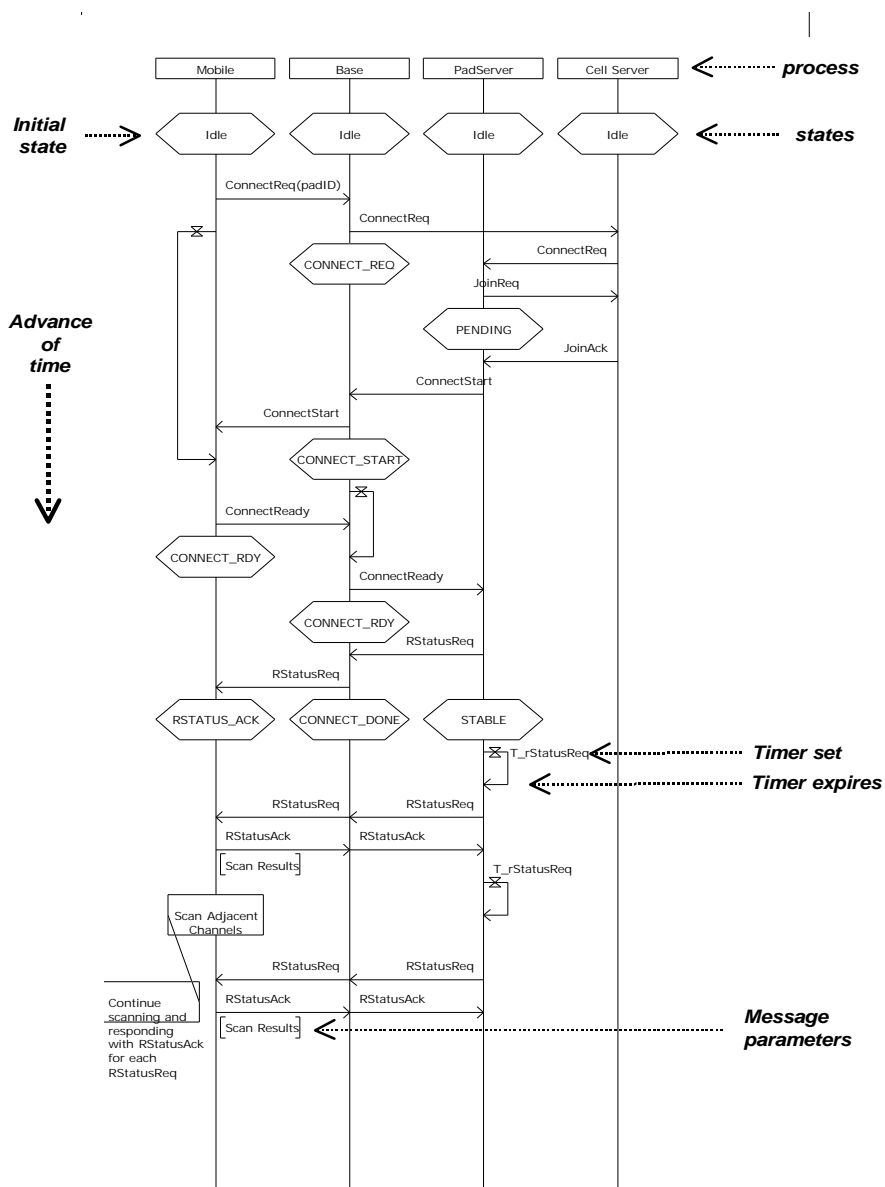 Mobile
Base
PadServer
Cell Server
process
Initial
state
Idle
Idle
Idle
Idle
states
ConnectReq(padID)
ConnectReq
ConnectReq
CONNECT_REQ
JoinReq
Advance
of
time
PENDING
JoinAck
ConnectStart
ConnectStart
CONNECT_START
ConnectReady
CONNECT_RDY
ConnectReady
CONNECT_RDY
RStatusReq
RStatusReq
RSTATUS_ACK
CONNECT_DONE
STABLE
T_rStatusReq
Timer set
Timer expires
RStatusReq
RStatusReq
RStatusAck
RStatusAck
Scan Results
T_rStatusReq
Scan Adjacent
Channels
RStatusReq
RStatusReq
Continue
scanning and
responding
with RStatusAck
for each
RStatusReq
RStatusAck
RStatusAck
Scan Results
Message
parameters